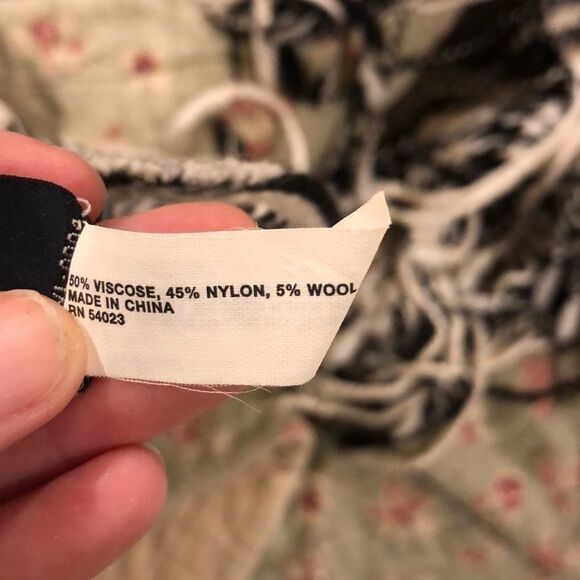 50% VISCOSE, 45% NYLON, 5% WOOL
MADE IN CHINA
RN 54023